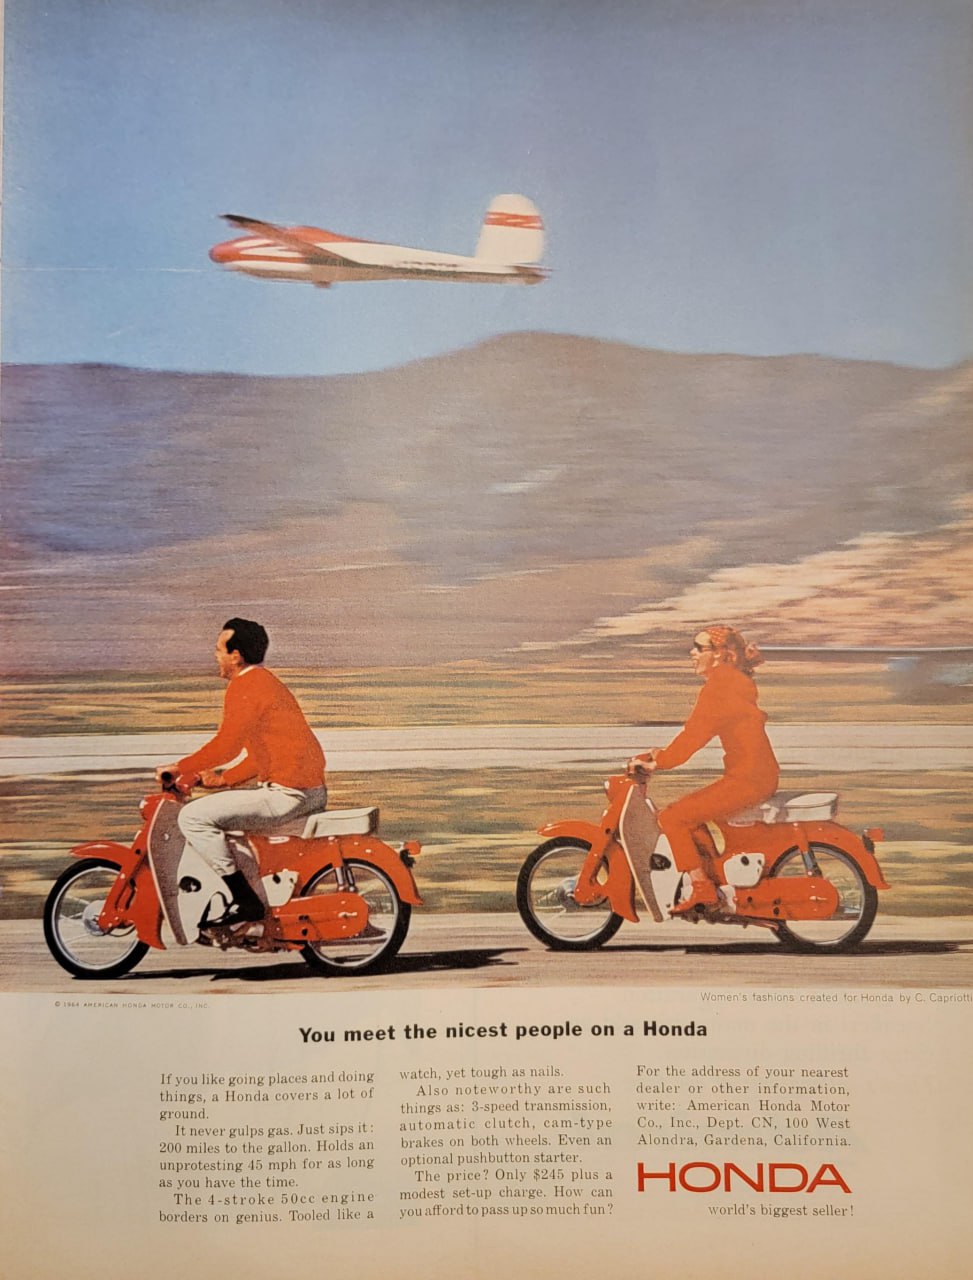 © 1964 AMERICAN HONDA MOTOR CO., INC.
Women's fashions created for Honda by C. Capriotti
You meet the nicest people on a Honda
If you like going places and doing
things, a Honda covers a lot of
ground.
It never gulps gas. Just sips it:
200 miles to the gallon. Holds an
unprotesting 45 mph for as long
as you have the time.
The 4-stroke 50cc engine
borders on genius. Tooled like a
watch, yet tough as nails.
Also noteworthy are such
things as: 3-speed transmission,
automatic clutch, cam-type
brakes on both wheels. Even an
optional pushbutton starter.
The price? Only $245 plus a
modest set-up charge. How can
you afford to pass up so much fun?
For the address of your nearest
dealer or other information,
write: American Honda Motor
Co., Inc., Dept. CN, 100 West
Alondra, Gardena, California.
HONDA
world's biggest seller!